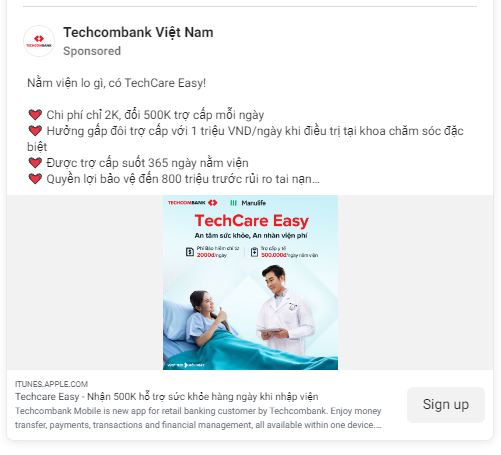 Techcombank Việt Nam
Sponsored
TECHCOMBANK
Nằm viện lo gì, có TechCare Easy!
Chi phí chỉ 2K, đổi 500K trợ cấp mỗi ngày
Hưởng gấp đôi trợ cấp với 1 triệu VND/ngày khi điều trị tại khoa chăm sóc đặc
biệt
Được trợ cấp suốt 365 ngày nằm viện
Quyền lợi bảo vệ đến 800 triệu trước rủi ro tai nạn...
TECHCOMBANK Manulife
TechCare Easy
An tâm sức khỏe, An nhàn viện phí
Phí Bảo hiểm chỉ từ
2000đ/ngày
Trợ cấp y tế
500.000đ/ngày nằm viện
ITUNES.APPLE.COM
Techcare Easy - Nhận 500K hỗ trợ sức khỏe hàng ngày khi nhập viện
Techcombank Mobile is new app for retail banking customer by Techcombank. Enjoy money
transfer, payments, transactions and financial management, all available within one device....
Sign up